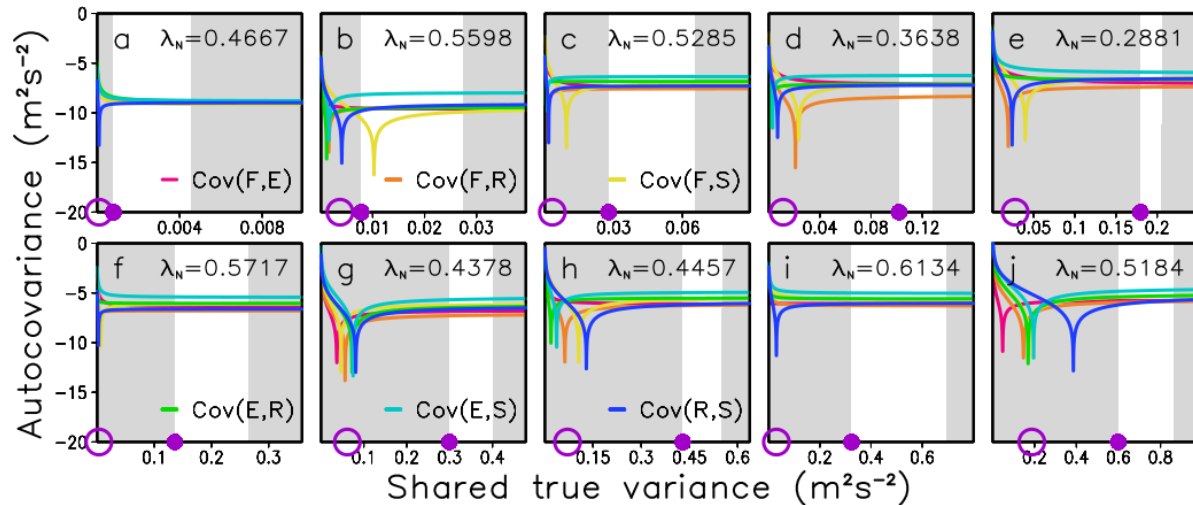 Autocovariance (m²s⁻²)
a λN=0.4667
b λN=0.5598
c λN=0.5285
d λN=0.3638
e λN=0.2881
0
−5
−10
−15
−20
Cov(F,E)
Cov(F,R)
Cov(F,S)
0.004 0.008
0.01 0.03
0.03 0.06
0.04 0.08 0.12
0.05 0.1 0.15 0.2
f λN=0.5717
g λN=0.4378
h λN=0.4457
i λN=0.6134
j λN=0.5184
0
−5
−10
−15
−20
Cov(E,R)
Cov(E,S)
Cov(R,S)
0.1 0.2 0.3
0.1 0.2 0.3 0.4
0.15 0.3 0.45 0.6
0.2 0.4 0.6
0.2 0.4 0.6 0.8
Shared true variance (m²s⁻²)